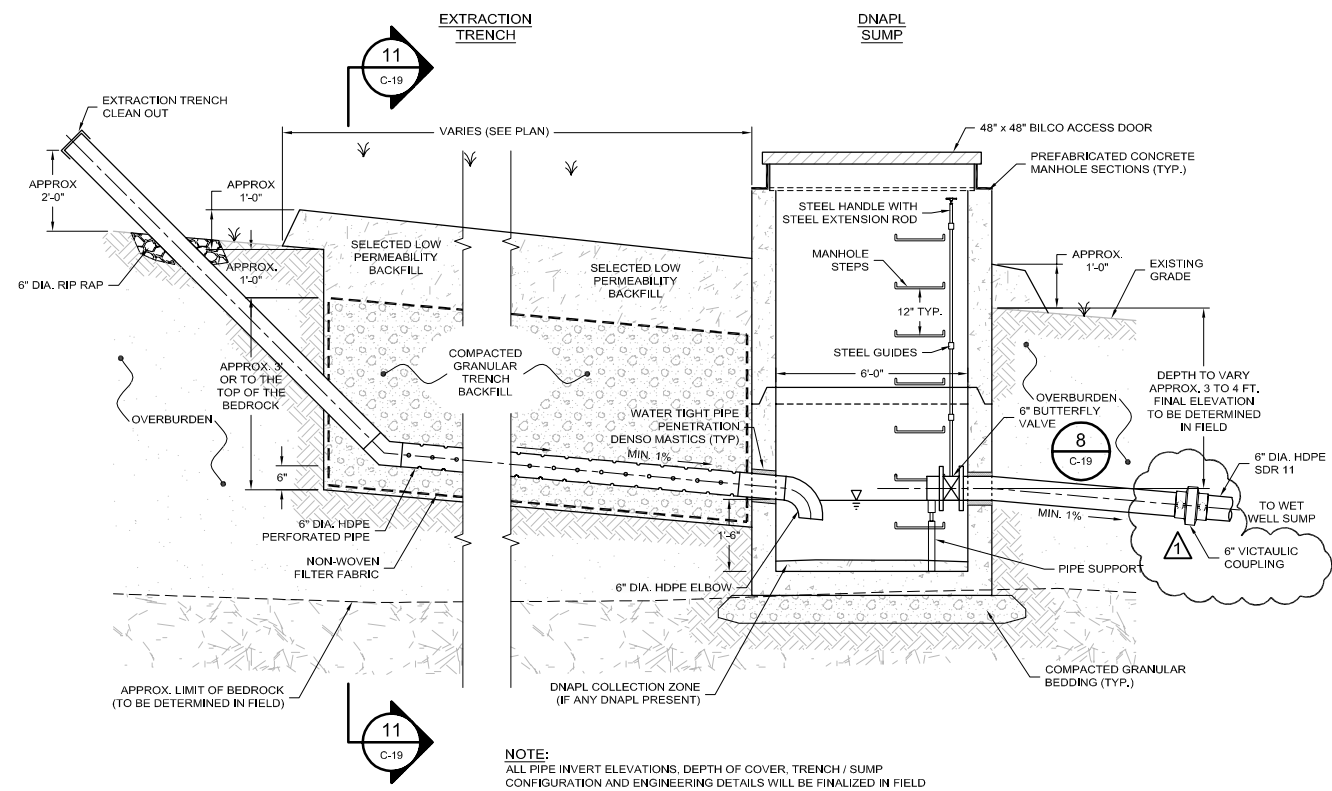 EXTRACTION
TRENCH
DNAPL
SUMP
11
C-19
EXTRACTION TRENCH
CLEAN OUT
VARIES (SEE PLAN)
48" x 48" BILCO ACCESS DOOR
PREFABRICATED CONCRETE
MANHOLE SECTIONS (TYP.)
APPROX
2'-0"
APPROX
1'-0"
STEEL HANDLE WITH
STEEL EXTENSION ROD
SELECTED LOW
PERMEABILITY
BACKFILL
SELECTED LOW
PERMEABILITY
BACKFILL
MANHOLE
STEPS
APPROX.
1'-0"
EXISTING
GRADE
APPROX.
1'-0"
6" DIA. RIP RAP
12" TYP.
STEEL GUIDES
COMPACTED
GRANULAR
TRENCH
BACKFILL
APPROX. 3'
OR TO THE
TOP OF THE
BEDROCK
6'-0"
DEPTH TO VARY
APPROX. 3 TO 4 FT.
FINAL ELEVATION
TO BE DETERMINED
IN FIELD
OVERBURDEN
OVERBURDEN
6" BUTTERFLY
VALVE
WATER TIGHT PIPE
PENETRATION
DENSO MASTICS (TYP)
8
C-19
MIN. 1%
6"
6" DIA. HDPE
SDR 11
TO WET
WELL SUMP
MIN. 1%
6" DIA. HDPE
PERFORATED PIPE
1'-6"
1
6" VICTAULIC
COUPLING
NON-WOVEN
FILTER FABRIC
6" DIA. HDPE ELBOW
PIPE SUPPORT
APPROX. LIMIT OF BEDROCK
(TO BE DETERMINED IN FIELD)
DNAPL COLLECTION ZONE
(IF ANY DNAPL PRESENT)
COMPACTED GRANULAR
BEDDING (TYP.)
11
C-19
NOTE:
ALL PIPE INVERT ELEVATIONS, DEPTH OF COVER, TRENCH / SUMP
CONFIGURATION AND ENGINEERING DETAILS WILL BE FINALIZED IN FIELD